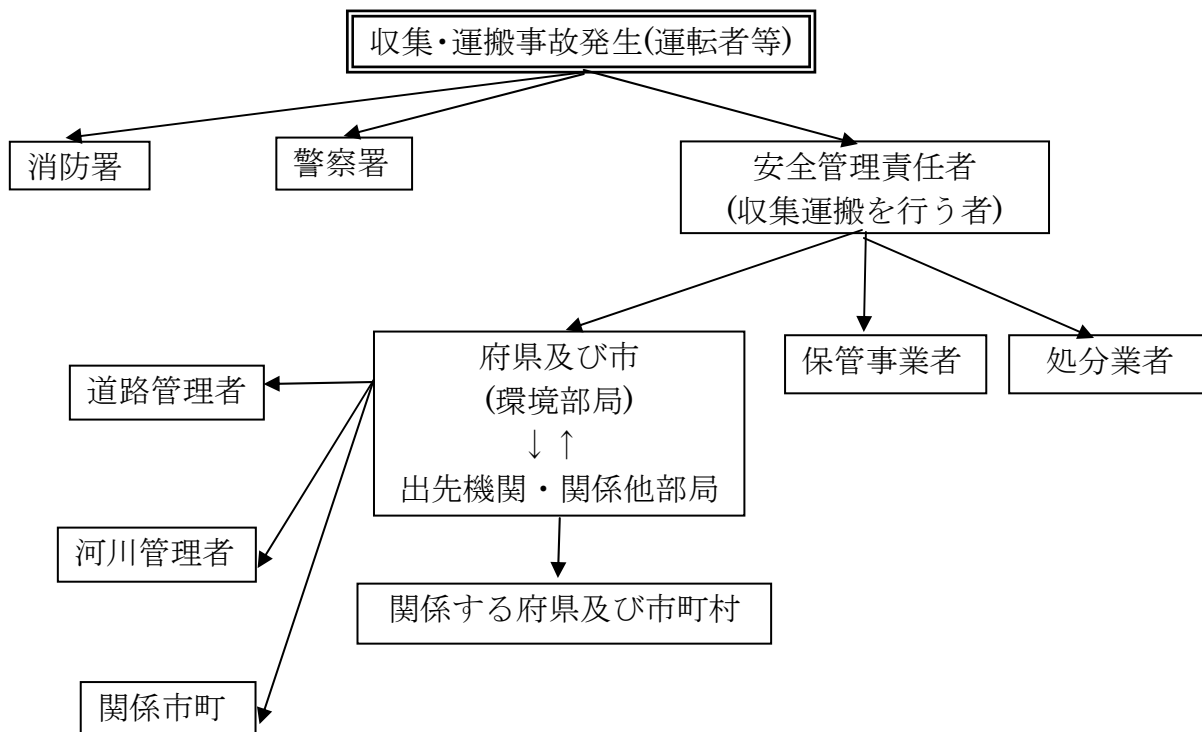 収集・運搬事故発生(運転者等)
消防署
警察署
安全管理責任者
(収集運搬を行う者)
府県及び市
(環境部局)
↓ ↑
出先機関・関係他部局
保管事業者
処分業者
道路管理者
河川管理者
関係する府県及び市町村
関係市町